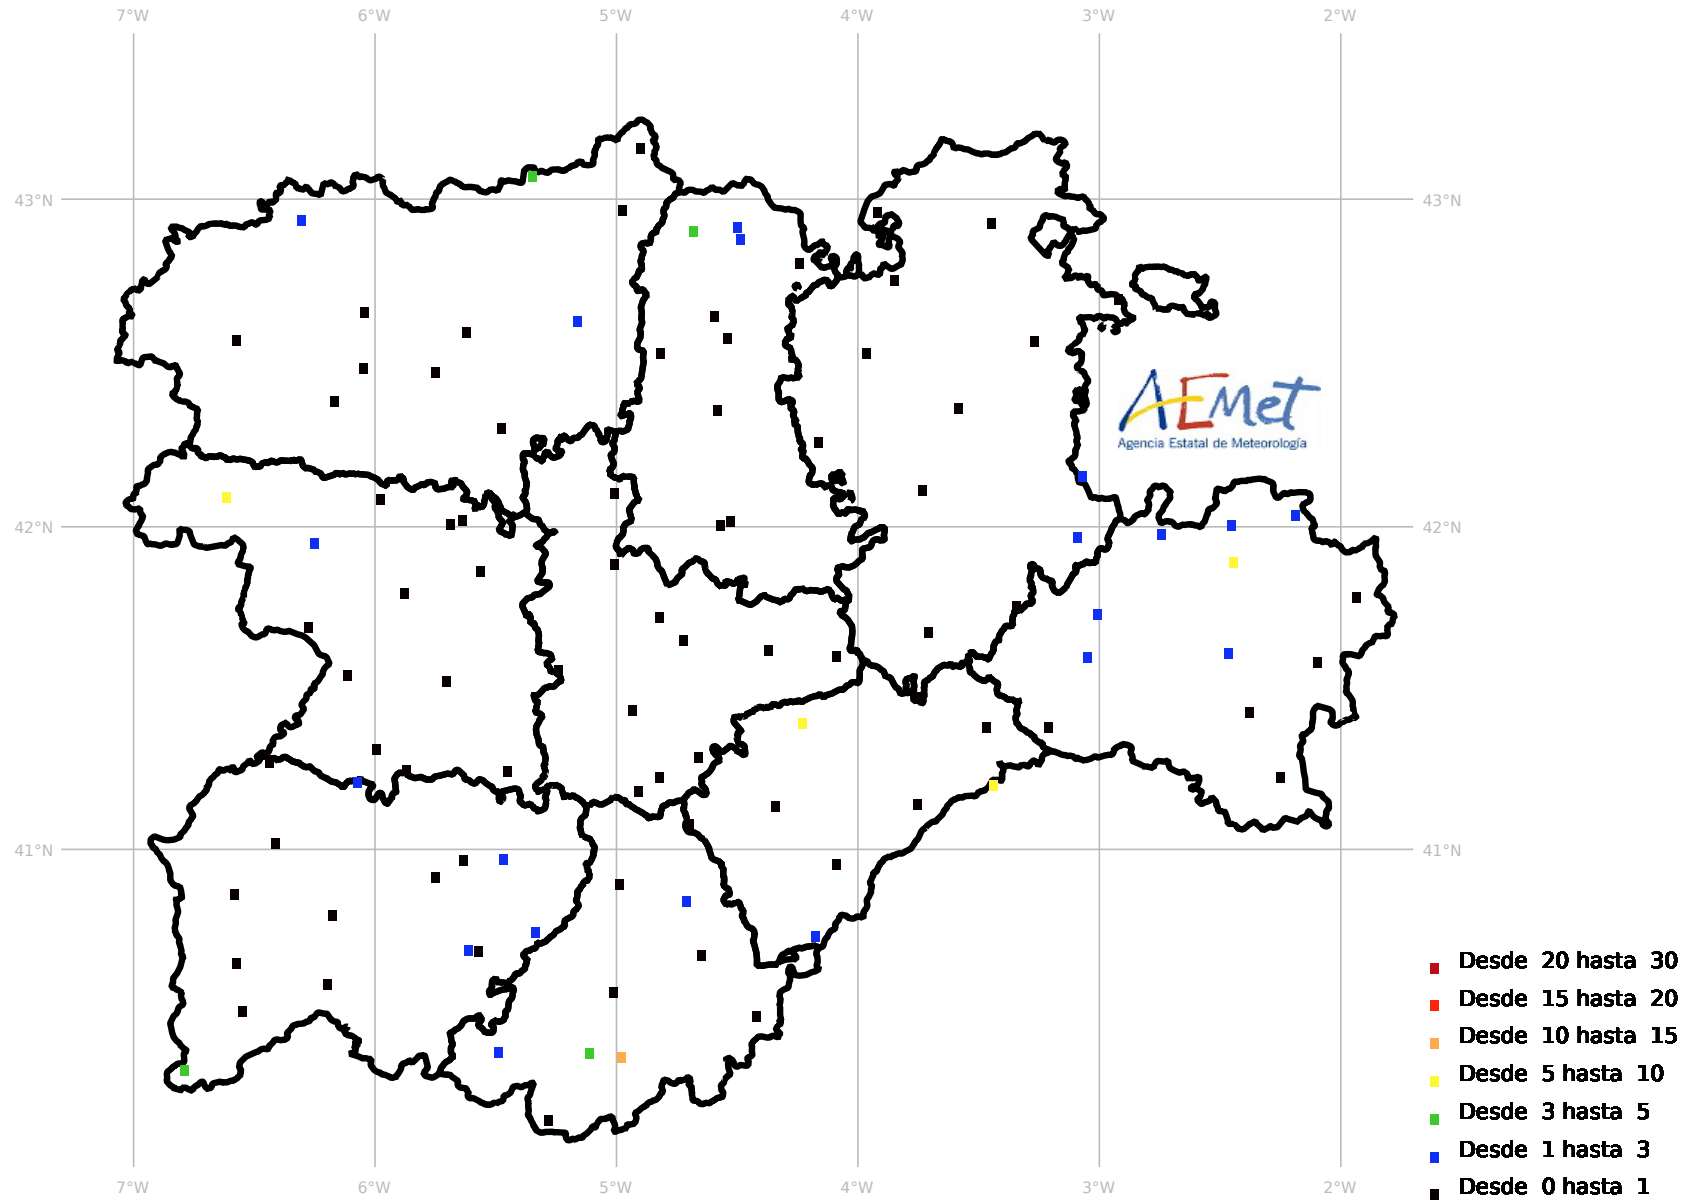 7°W 6°W 5°W 4°W 3°W 2°W
43°N 43°N
AEMet
Agencia Estatal de Meteorología
42°N 42°N
41°N 41°N
Desde 20 hasta 30
Desde 15 hasta 20
Desde 10 hasta 15
Desde 5 hasta 10
Desde 3 hasta 5
Desde 1 hasta 3
Desde 0 hasta 1
7°W 6°W 5°W 4°W 3°W 2°W